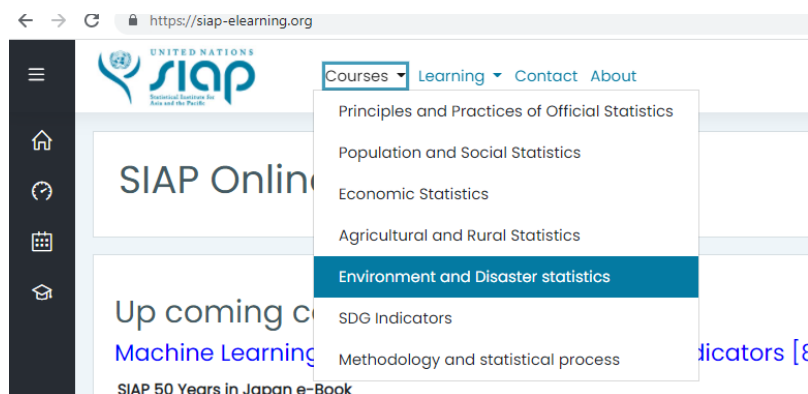 https://siap-elearning.org
UNITED NATIONS
SIAP
Statistical Institute for
Asia and the Pacific
Courses Learning Contact About
Principles and Practices of Official Statistics
Population and Social Statistics
Economic Statistics
Agricultural and Rural Statistics
Environment and Disaster statistics
SDG Indicators
Methodology and statistical process
SIAP Onlin
Up coming c
Machine Learning dicators [8
SIAP 50 Years in Japan e-Book